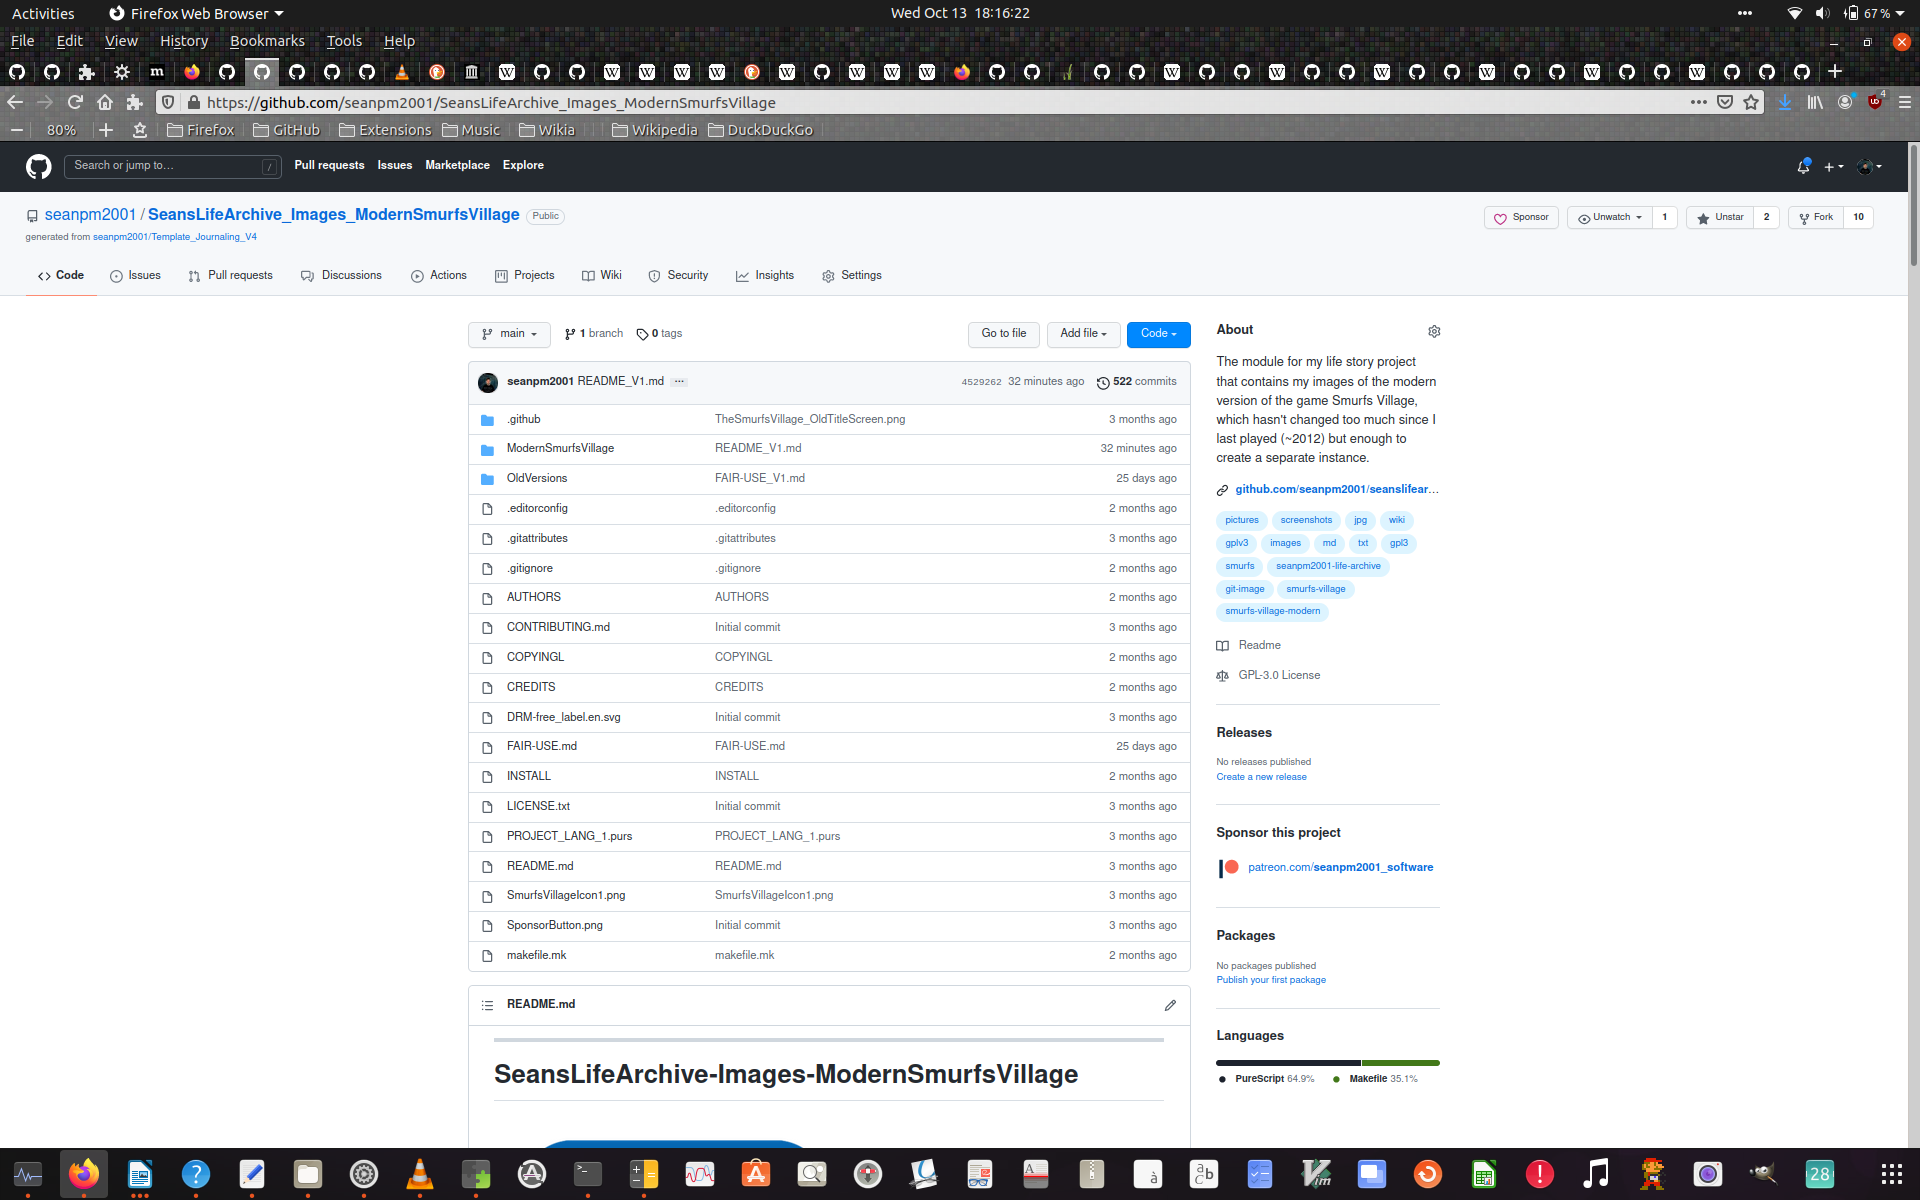 Activities Firefox Web Browser Wed Oct 13 18:16:22 67 %
File Edit View History Bookmarks Tools Help
https://github.com/seanpm2001/SeansLifeArchive_Images_ModernSmurfsVillage 4
80% Firefox GitHub Extensions Music Wikia Wikipedia DuckDuckGo
Search or jump to… / Pull requests Issues Marketplace Explore
seanpm2001 / SeansLifeArchive_Images_ModernSmurfsVillage Public Sponsor Unwatch 1 Unstar 2 Fork 10
generated from seanpm2001/Template_Journaling_V4
Code Issues Pull requests Discussions Actions Projects Wiki Security Insights Settings
main 1 branch 0 tags Go to file Add file Code
seanpm2001 README_V1.md ... 4529262 32 minutes ago 522 commits
.github TheSmurfsVillage_OldTitleScreen.png 3 months ago
ModernSmurfsVillage README_V1.md 32 minutes ago
OldVersions FAIR-USE_V1.md 25 days ago
.editorconfig .editorconfig 2 months ago
.gitattributes .gitattributes 3 months ago
.gitignore .gitignore 2 months ago
AUTHORS AUTHORS 2 months ago
CONTRIBUTING.md Initial commit 3 months ago
COPYINGL COPYINGL 2 months ago
CREDITS CREDITS 2 months ago
DRM-free_label.en.svg Initial commit 3 months ago
FAIR-USE.md FAIR-USE.md 25 days ago
INSTALL INSTALL 2 months ago
LICENSE.txt Initial commit 3 months ago
PROJECT_LANG_1.purs PROJECT_LANG_1.purs 3 months ago
README.md README.md 3 months ago
SmurfsVillageIcon1.png SmurfsVillageIcon1.png 3 months ago
SponsorButton.png Initial commit 3 months ago
makefile.mk makefile.mk 2 months ago
README.md
SeansLifeArchive-Images-ModernSmurfsVillage
About
The module for my life story project
that contains my images of the modern
version of the game Smurfs Village,
which hasn't changed too much since I
last played (~2012) but enough to
create a separate instance.
github.com/seanpm2001/seanslifear...
pictures screenshots jpg wiki
gplv3 images md txt gpl3
smurfs seanpm2001-life-archive
git-image smurfs-village
smurfs-village-modern
Readme
GPL-3.0 License
Releases
No releases published
Create a new release
Sponsor this project
patreon.com/seanpm2001_software
Packages
No packages published
Publish your first package
Languages
PureScript 64.9% Makefile 35.1%
28